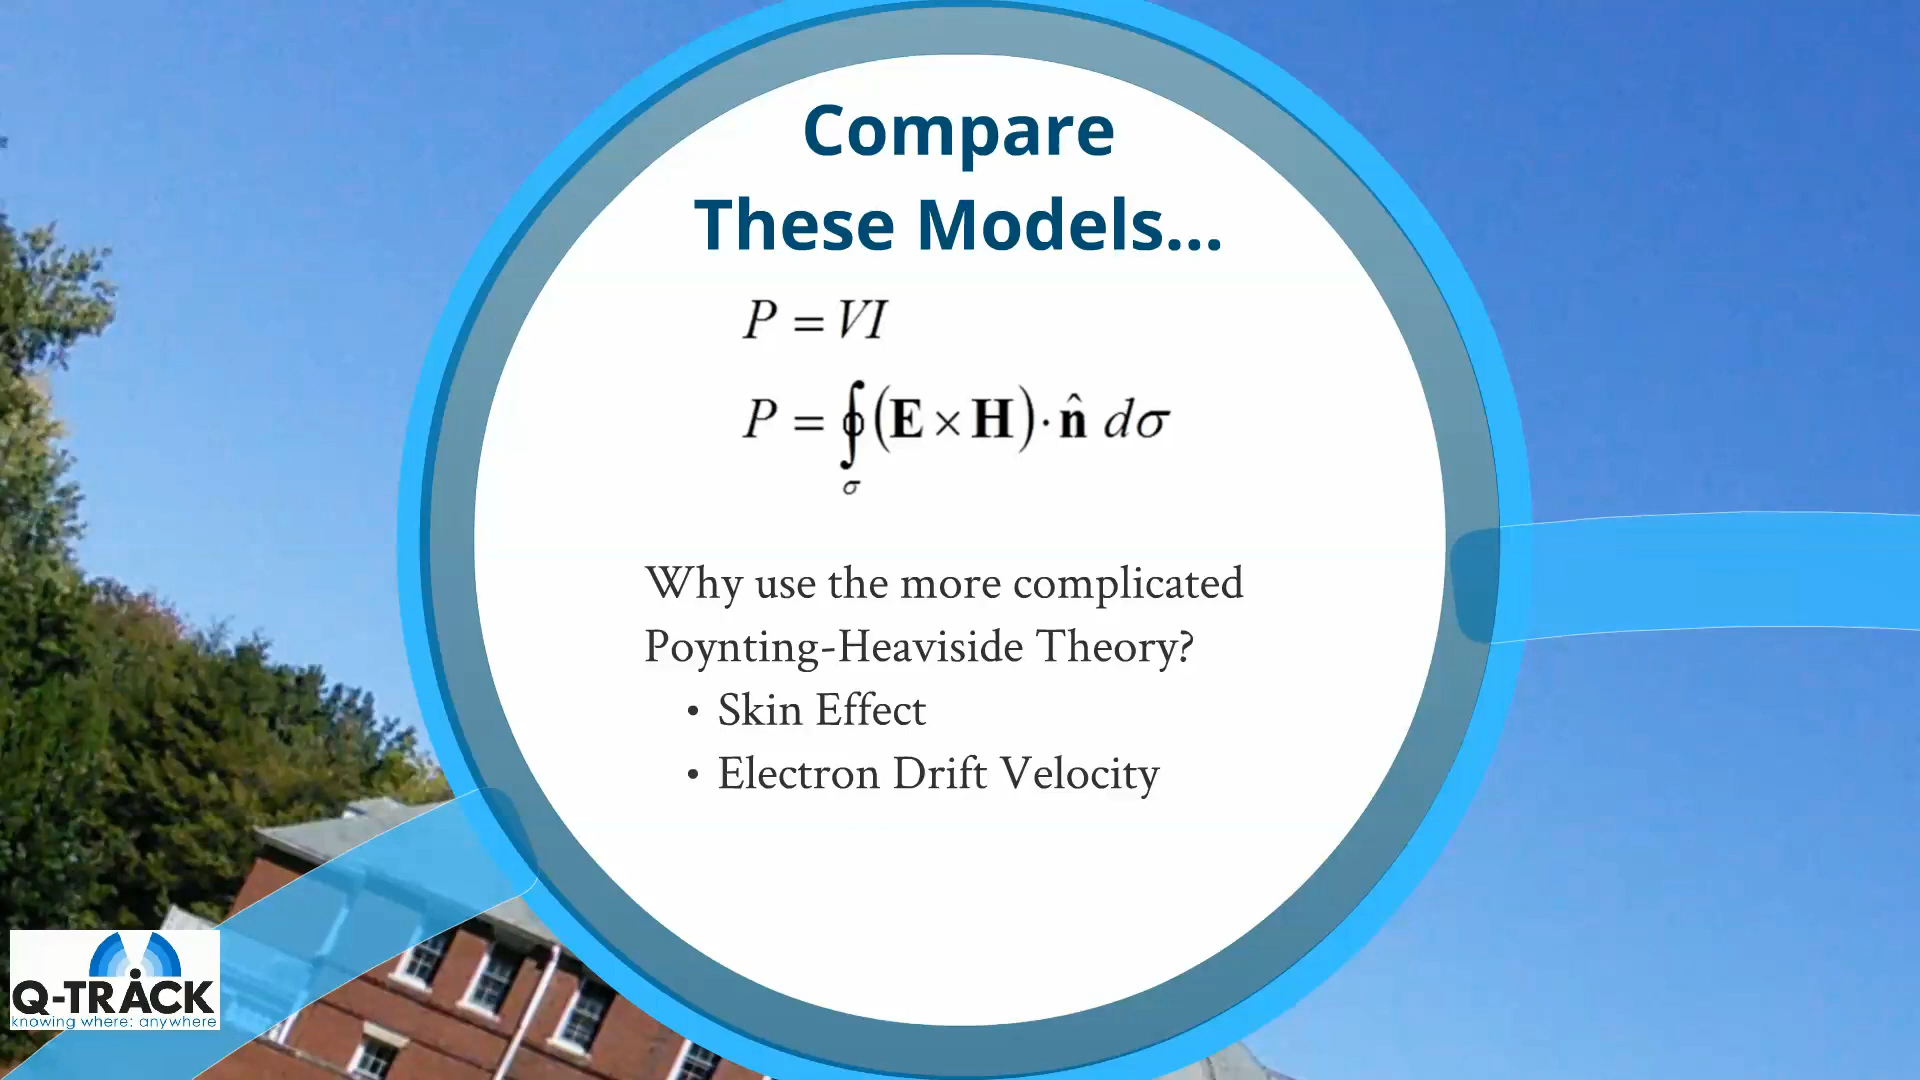 Compare
These Models...
P = VI
P = ∮σ (E × H) · n̂ dσ
Why use the more complicated
Poynting-Heaviside Theory?
• Skin Effect
• Electron Drift Velocity
Q-TRACK
knowing where: anywhere